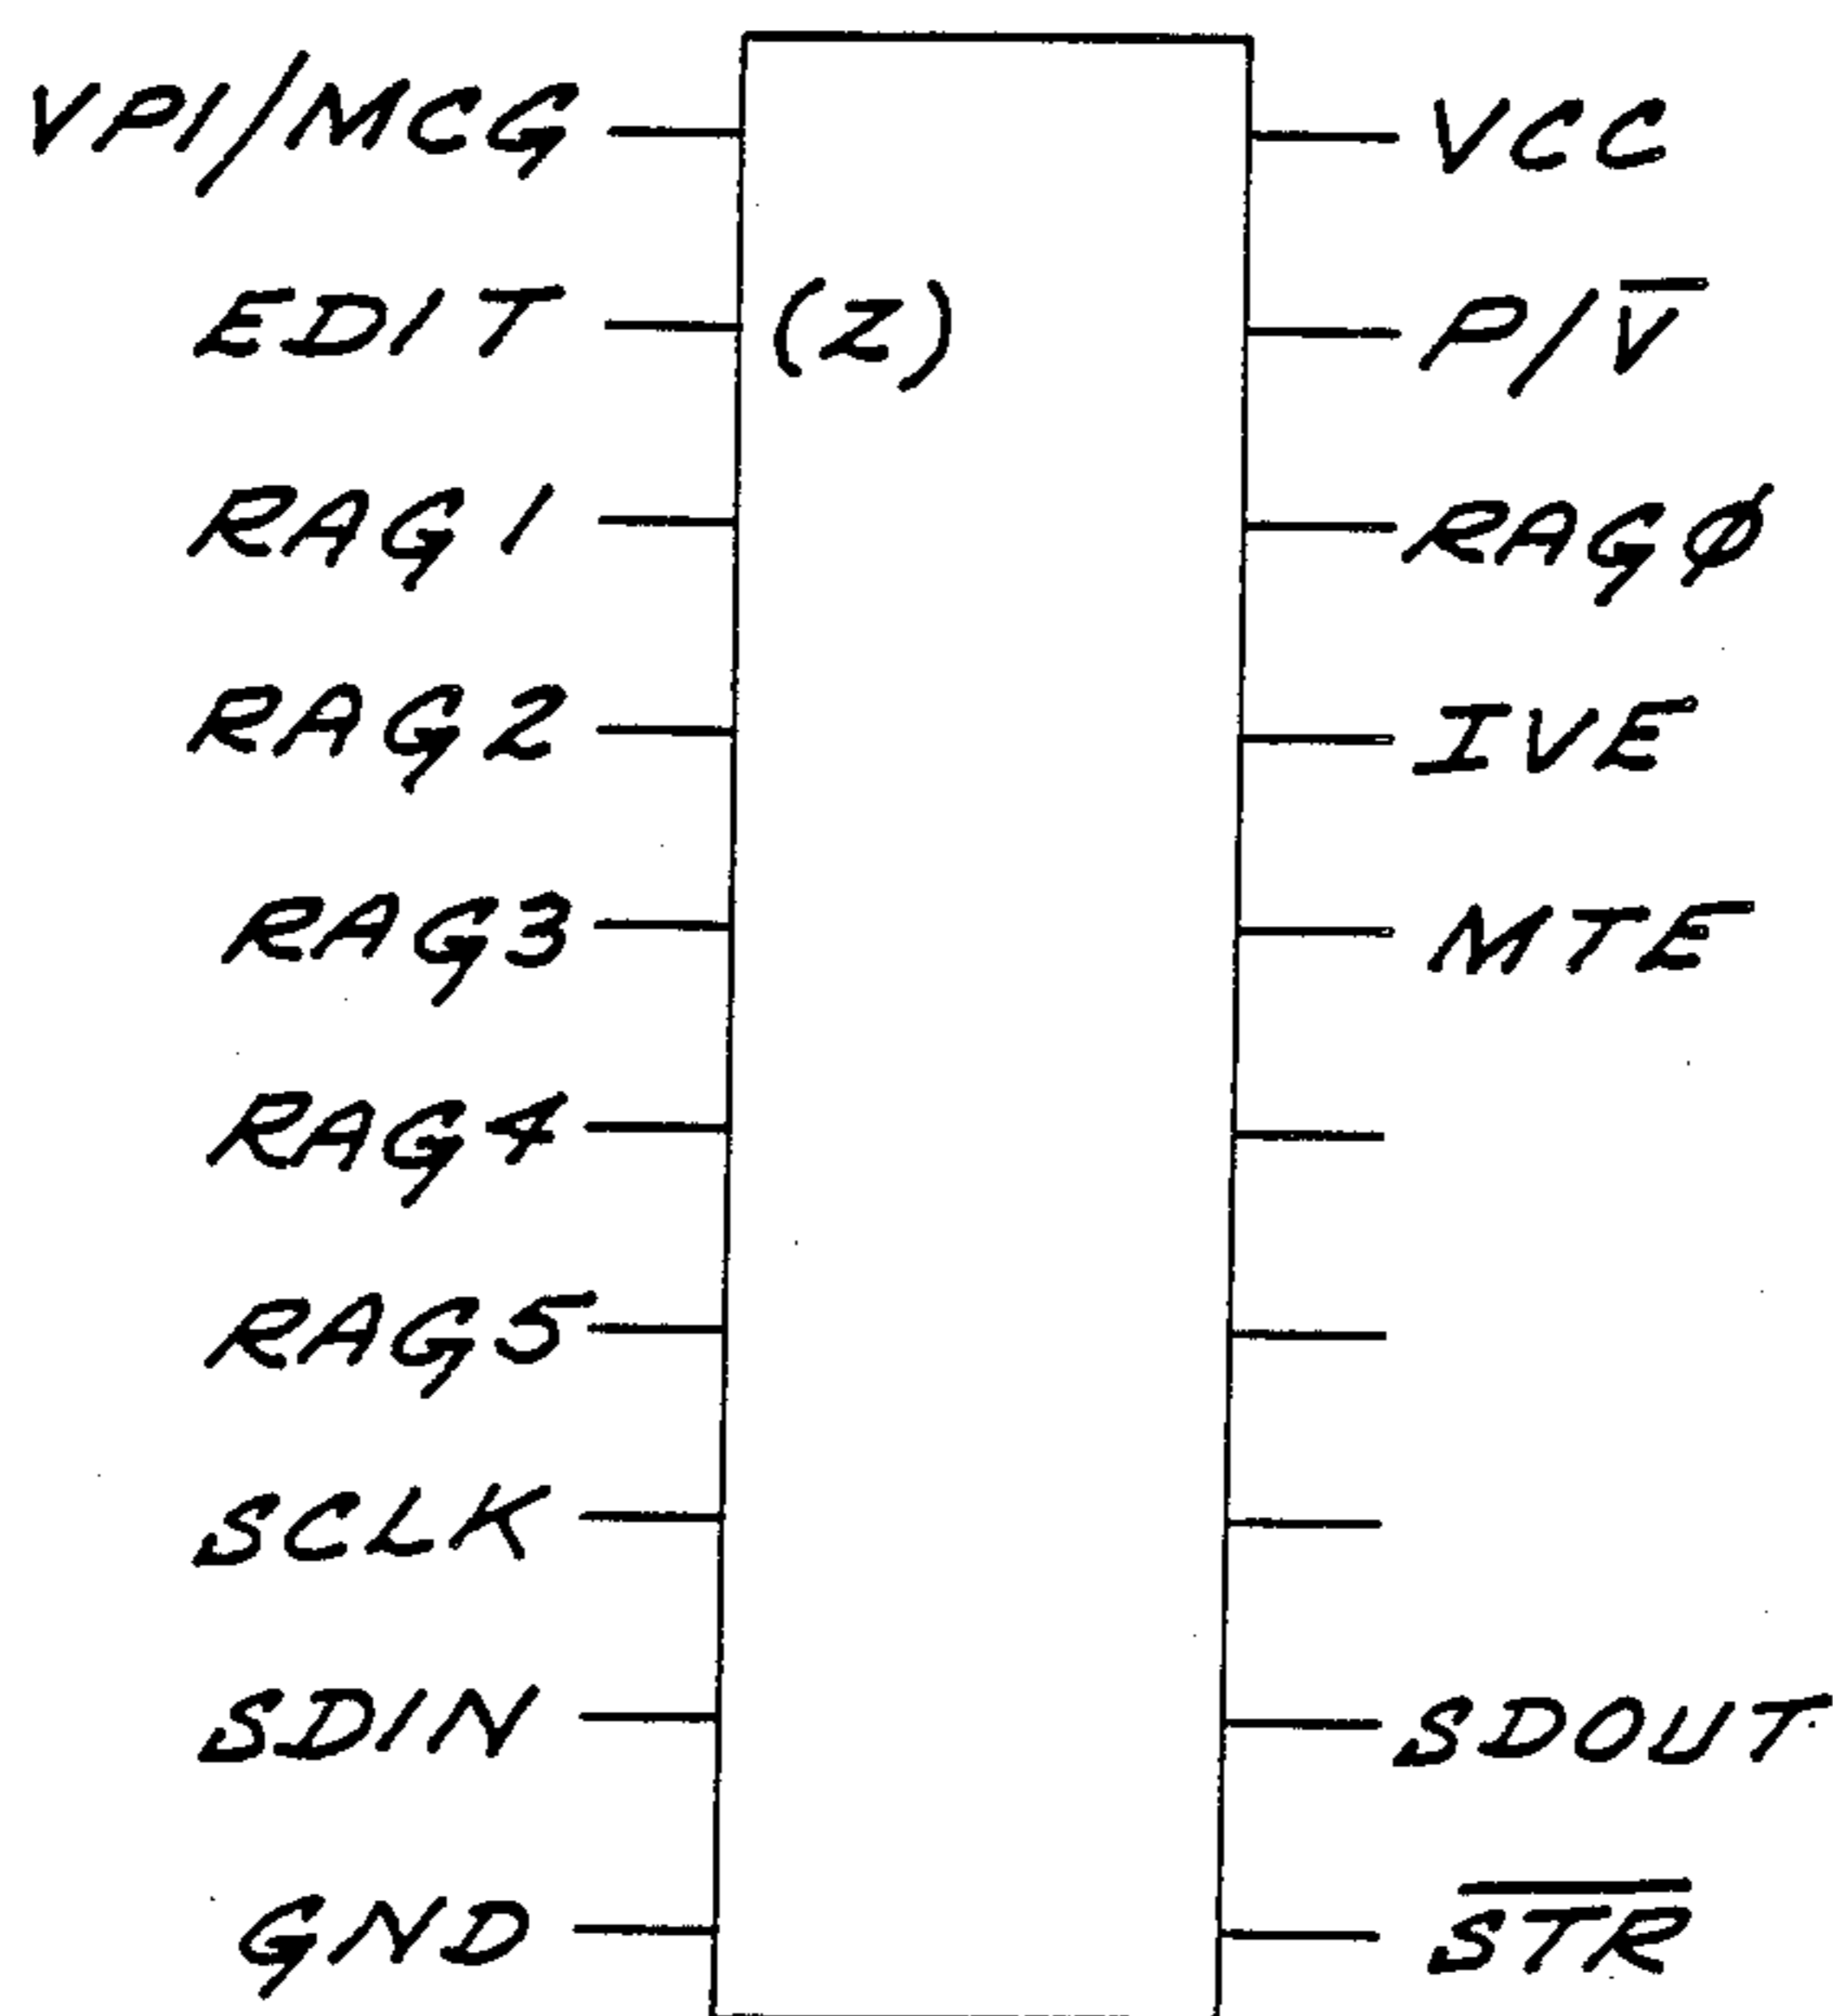 VPI/MCG VCC
EDIT (Z) P/V̅
RAG1 RAGØ
RAG2 IVE
RAG3 MTE
RAG4
RAG5
SCLK
SDIN SDOUT
GND S̅T̅R̅